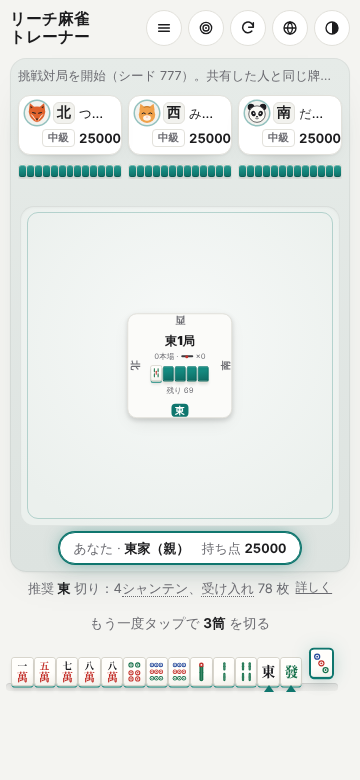 リーチ麻雀
トレーナー
挑戦対局を開始（シード 777）。共有した人と同じ牌…
北 つ…
中級 25000
西 み…
中級 25000
南 だ…
中級 25000
西
東1局
0本場 · ×0
北
南
残り 69
東
あなた · 東家（親） 持ち点 25000
推奨 東 切り：4シャンテン、受け入れ 78 枚 詳しく
もう一度タップで 3筒 を切る
一萬 五萬 七萬 八萬 八萬 東 發